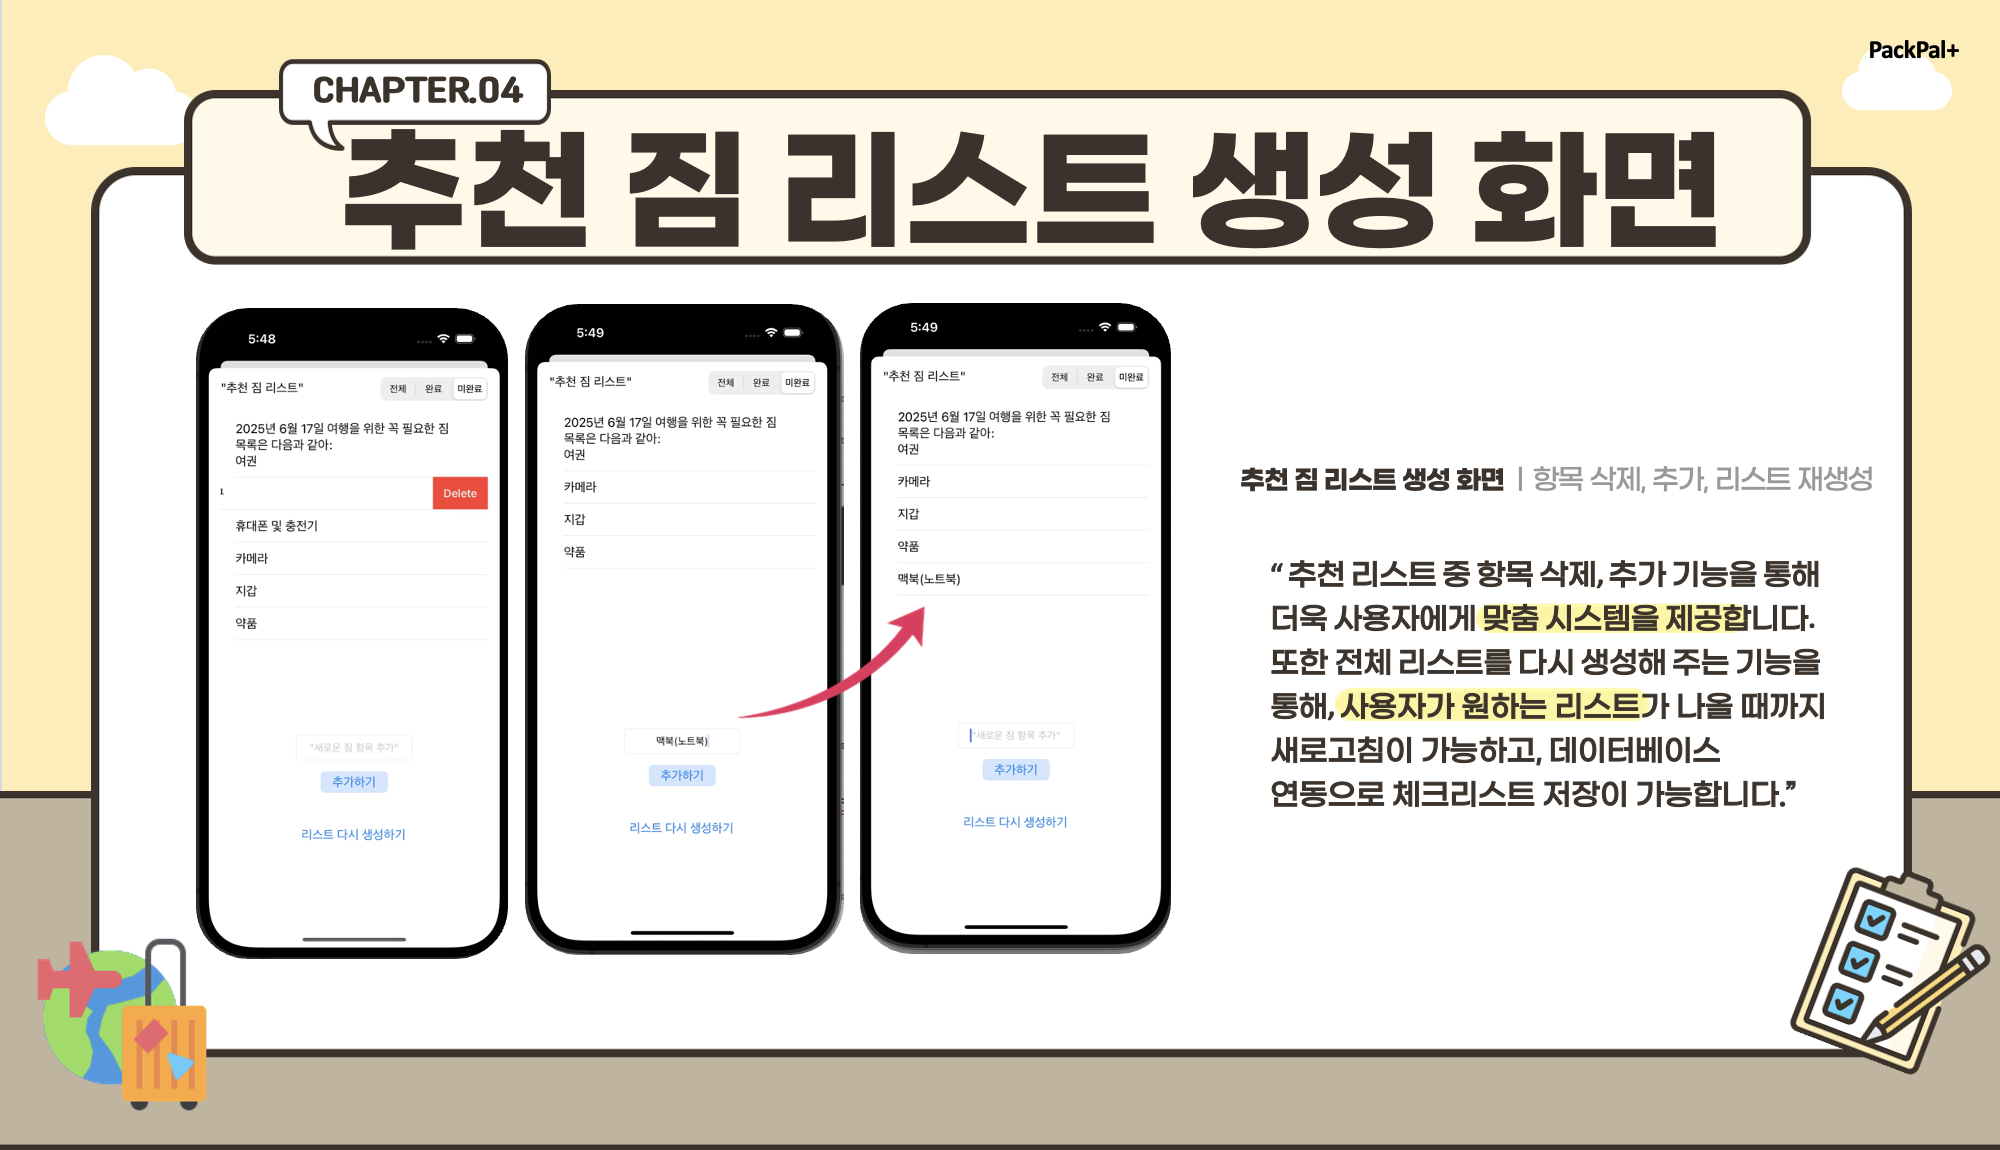 PackPal+
CHAPTER.04
추천 짐 리스트 생성 화면
5:48
"추천 짐 리스트"
전체 완료 미완료
2025년 6월 17일 여행을 위한 꼭 필요한 짐
목록은 다음과 같아:
여권
Delete
휴대폰 및 충전기
카메라
지갑
약품
"새로운 짐 항목 추가"
추가하기
리스트 다시 생성하기
5:49
"추천 짐 리스트"
전체 완료 미완료
2025년 6월 17일 여행을 위한 꼭 필요한 짐
목록은 다음과 같아:
여권
카메라
지갑
약품
맥북(노트북)
추가하기
리스트 다시 생성하기
5:49
"추천 짐 리스트"
전체 완료 미완료
2025년 6월 17일 여행을 위한 꼭 필요한 짐
목록은 다음과 같아:
여권
카메라
지갑
약품
맥북(노트북)
"새로운 짐 항목 추가"
추가하기
리스트 다시 생성하기
추천 짐 리스트 생성 화면 | 항목 삭제, 추가, 리스트 재생성
“ 추천 리스트 중 항목 삭제, 추가 기능을 통해
더욱 사용자에게 맞춤 시스템을 제공합니다.
또한 전체 리스트를 다시 생성해 주는 기능을
통해, 사용자가 원하는 리스트가 나올 때까지
새로고침이 가능하고, 데이터베이스
연동으로 체크리스트 저장이 가능합니다.”